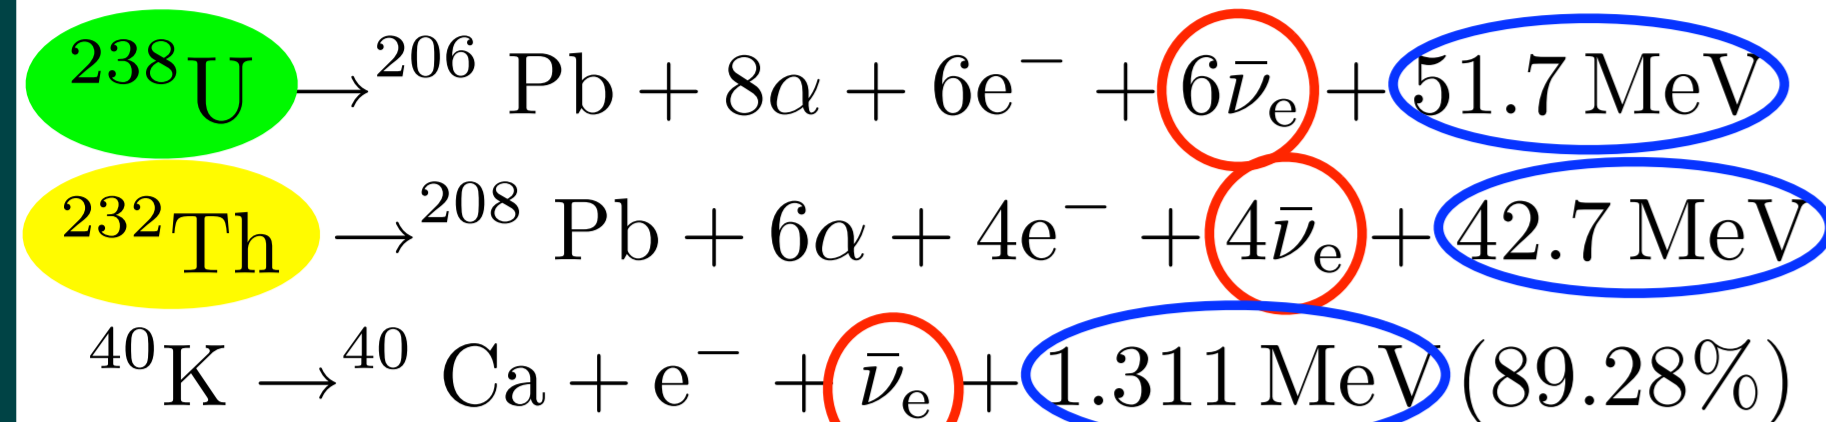 ²³⁸U →²⁰⁶ Pb + 8α + 6e⁻ + 6ν̄ₑ + 51.7 MeV
²³²Th →²⁰⁸ Pb + 6α + 4e⁻ + 4ν̄ₑ + 42.7 MeV
⁴⁰K →⁴⁰ Ca + e⁻ + ν̄ₑ + 1.311 MeV (89.28%)